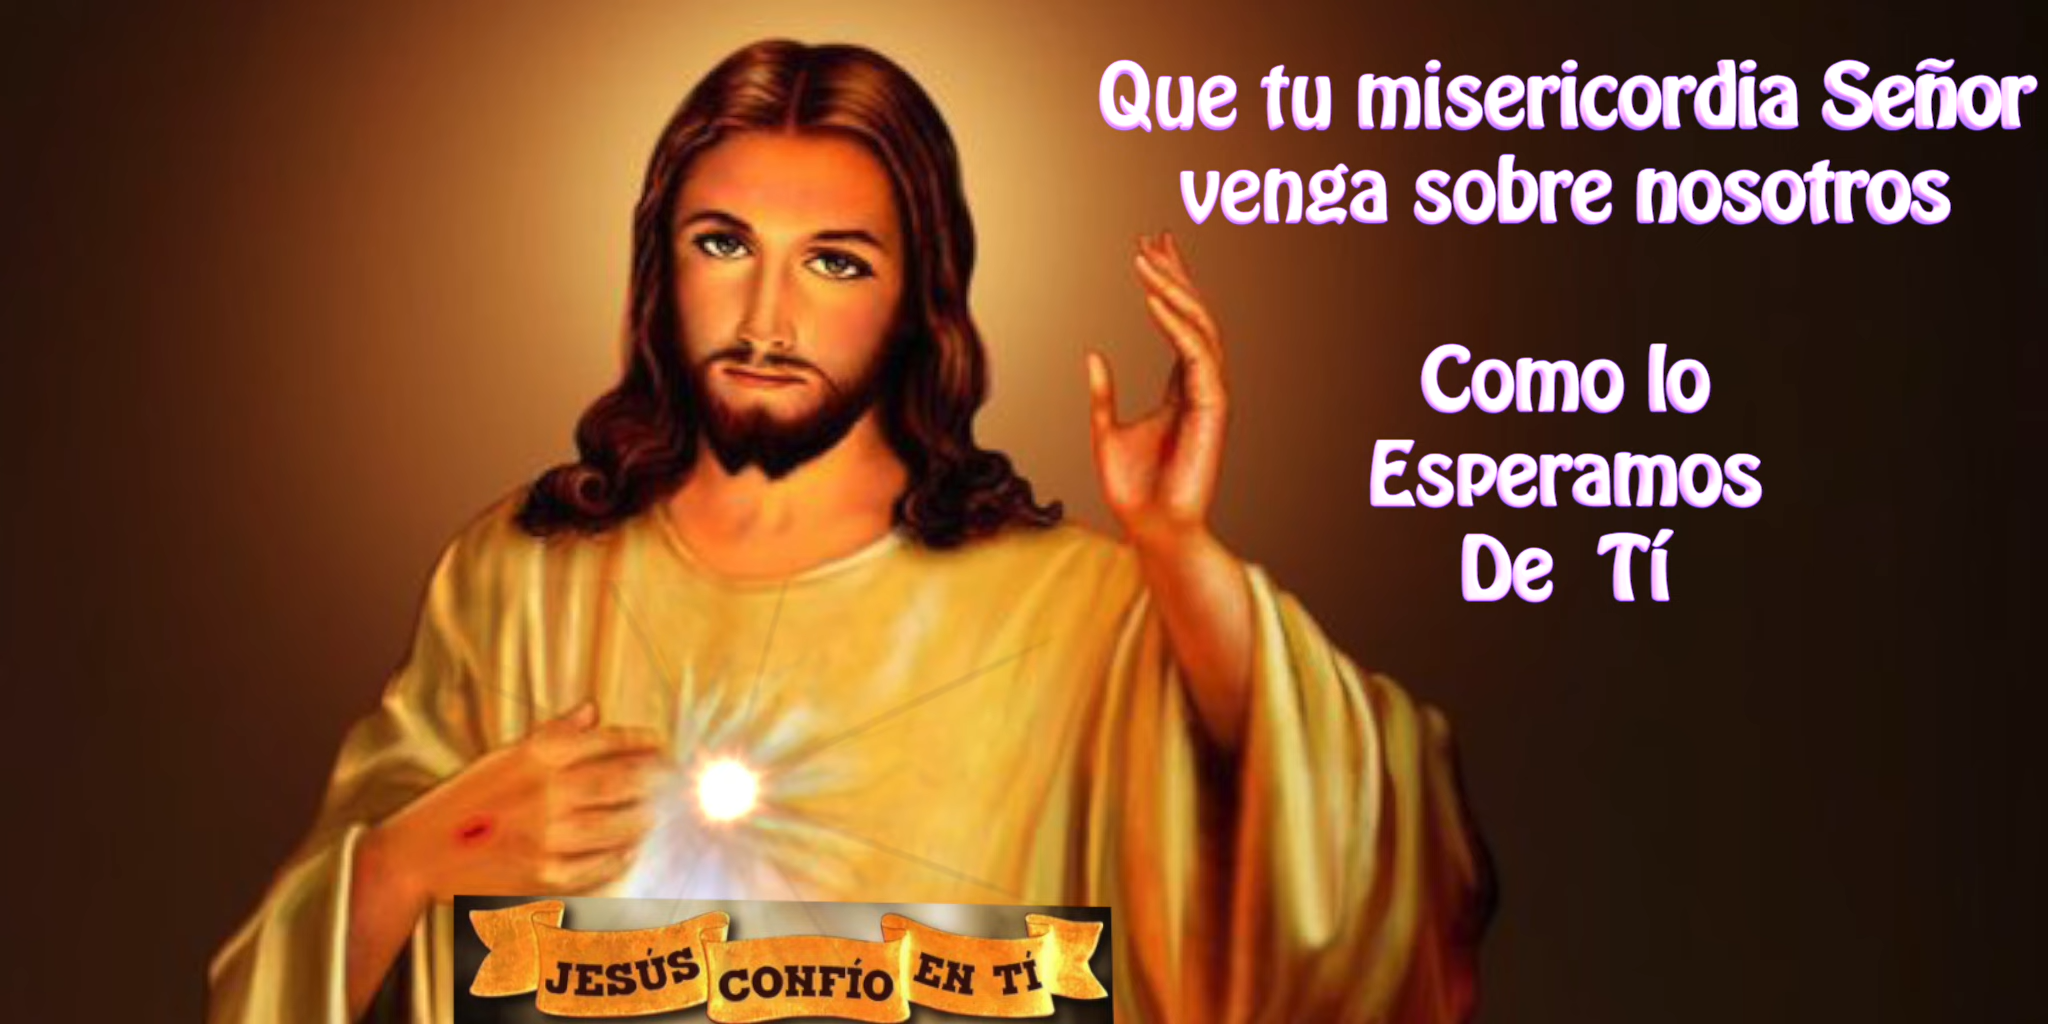 Que tu misericordia Señor
venga sobre nosotros
Como lo
Esperamos
De Tí
JESÚS CONFÍO EN TÍ